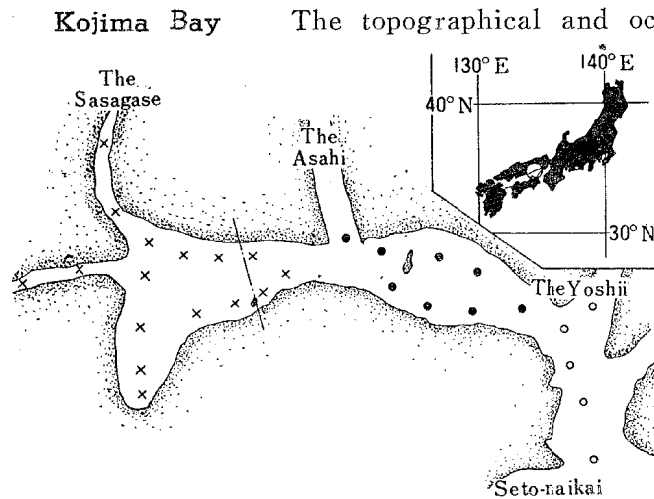 Kojima Bay The topographical and oc
130°E 140°E
The
Sasagase
40°N
The
Asahi
30°N
The Yoshii
Seto-naikai